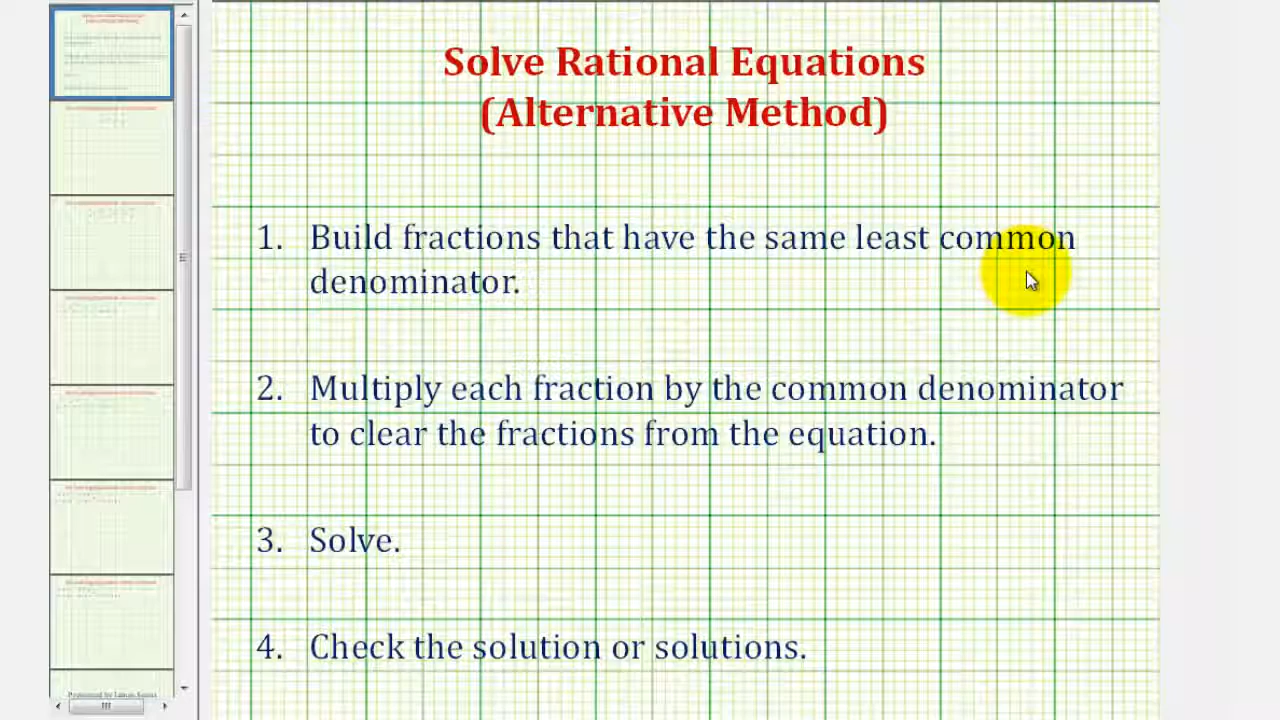 Solve Rational Equations
(Alternative Method)
1. Build fractions that have the same least common
denominator.
2. Multiply each fraction by the common denominator
to clear the fractions from the equation.
3. Solve.
4. Check the solution or solutions.